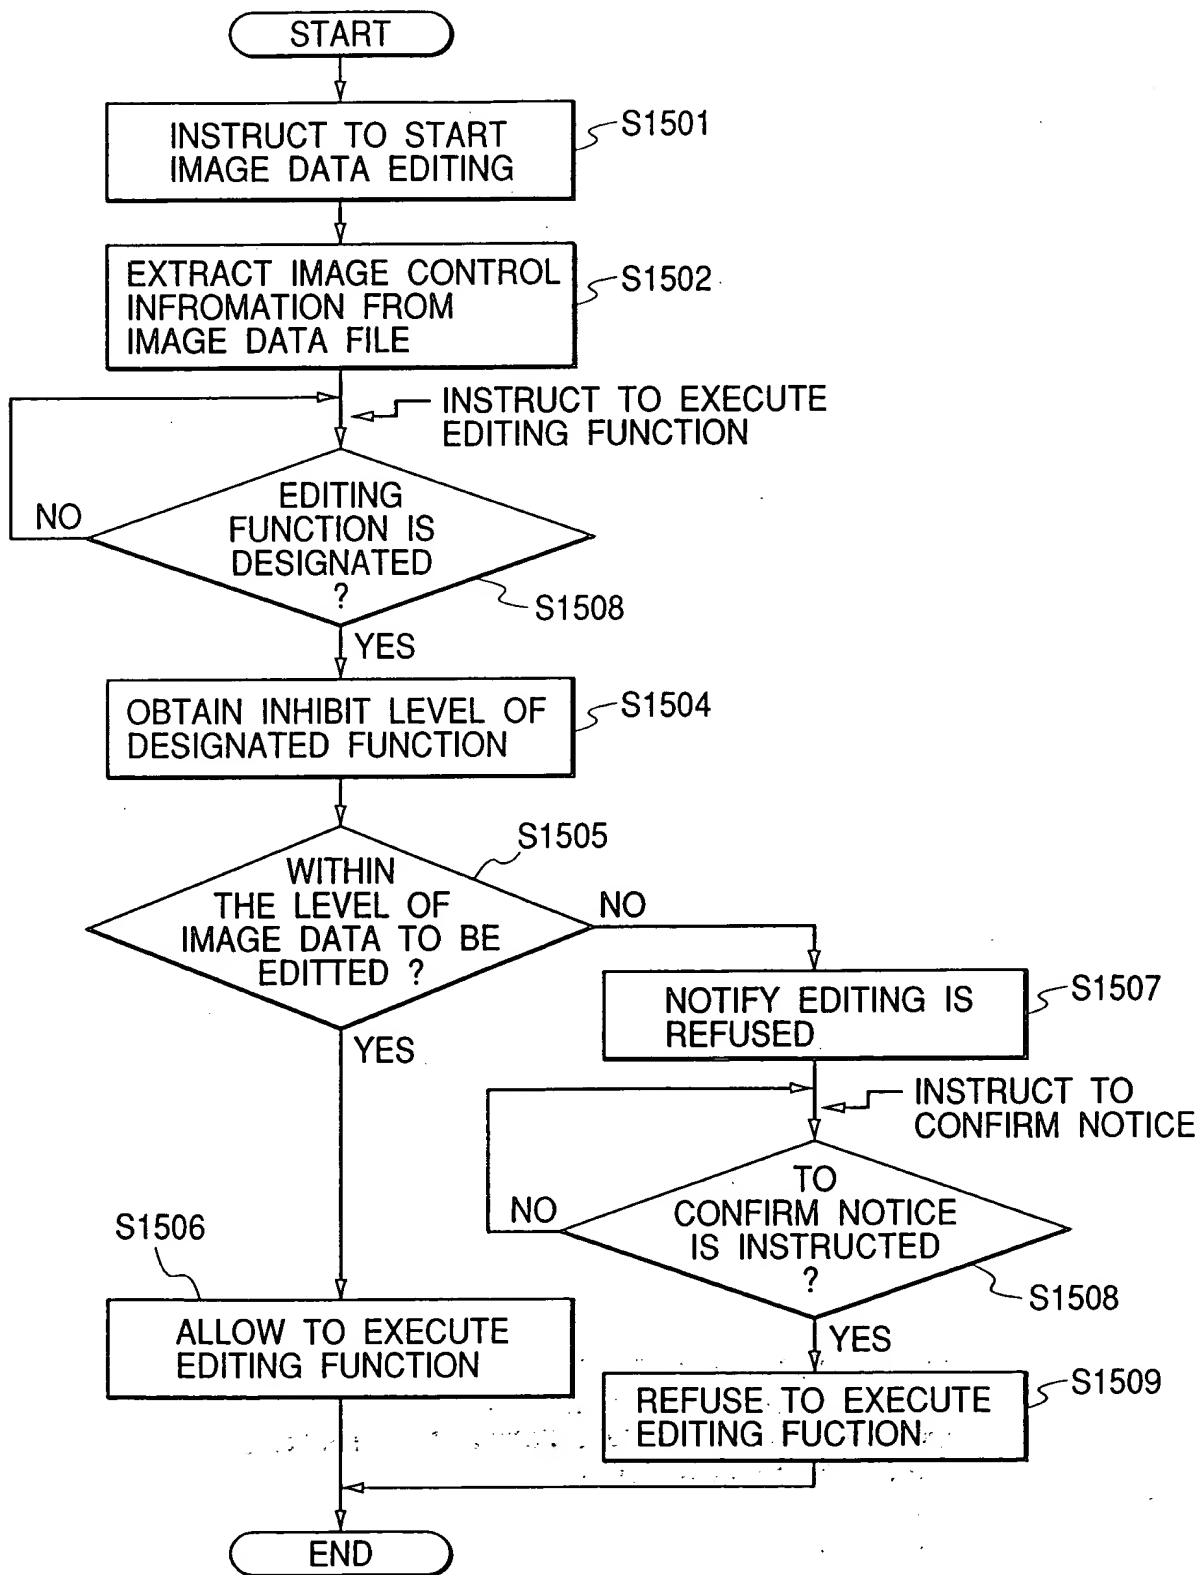 START
INSTRUCT TO START
IMAGE DATA EDITING
S1501
EXTRACT IMAGE CONTROL
INFROMATION FROM
IMAGE DATA FILE
S1502
INSTRUCT TO EXECUTE
EDITING FUNCTION
EDITING
FUNCTION IS
DESIGNATED
?
NO
S1508
YES
OBTAIN INHIBIT LEVEL OF
DESIGNATED FUNCTION
S1504
WITHIN
THE LEVEL OF
IMAGE DATA TO BE
EDITTED ?
S1505
NO
YES
NOTIFY EDITING IS
REFUSED
S1507
INSTRUCT TO
CONFIRM NOTICE
TO
CONFIRM NOTICE
IS INSTRUCTED
?
NO
S1508
YES
S1506
ALLOW TO EXECUTE
EDITING FUNCTION
REFUSE TO EXECUTE
EDITING FUCTION
S1509
END